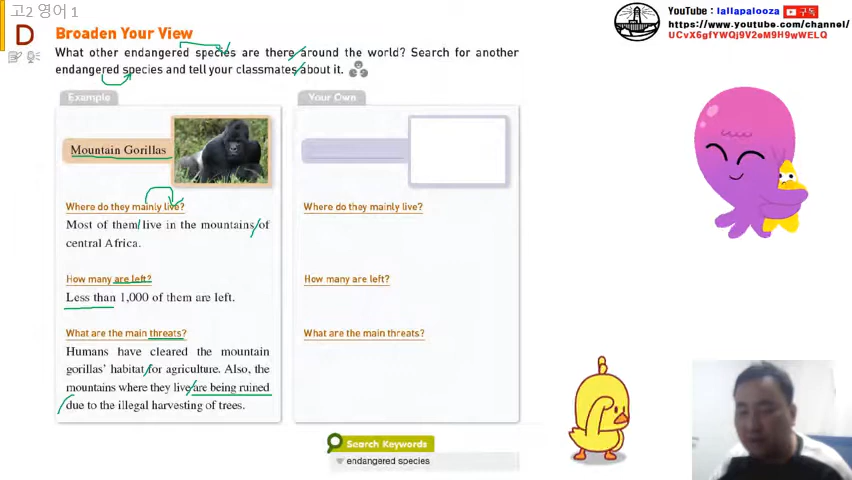 고2 영어 1
YouTube : lallapalooza 구독
https://www.youtube.com/channel/
UCvX6gfYWQj9V2eM9H9wWELQ
D Broaden Your View
What other endangered species are there around the world? Search for another
endangered species and tell your classmates about it.
Example
Mountain Gorillas
Where do they mainly live?
Most of them live in the mountains of
central Africa.
How many are left?
Less than 1,000 of them are left.
What are the main threats?
Humans have cleared the mountain
gorillas' habitat for agriculture. Also, the
mountains where they live are being ruined
due to the illegal harvesting of trees.
Your Own
Where do they mainly live?
How many are left?
What are the main threats?
Search Keywords
endangered species